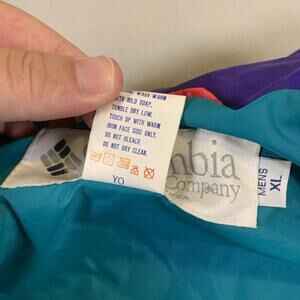 WASH WARM
WITH MILD SOAP.
TUMBLE DRY LOW.
TOUCH UP WITH WARM
IRON FACE SIDE ONLY.
DO NOT BLEACH.
DO NOT DRY CLEAN.
YO
mbia
Company
MENS
XL